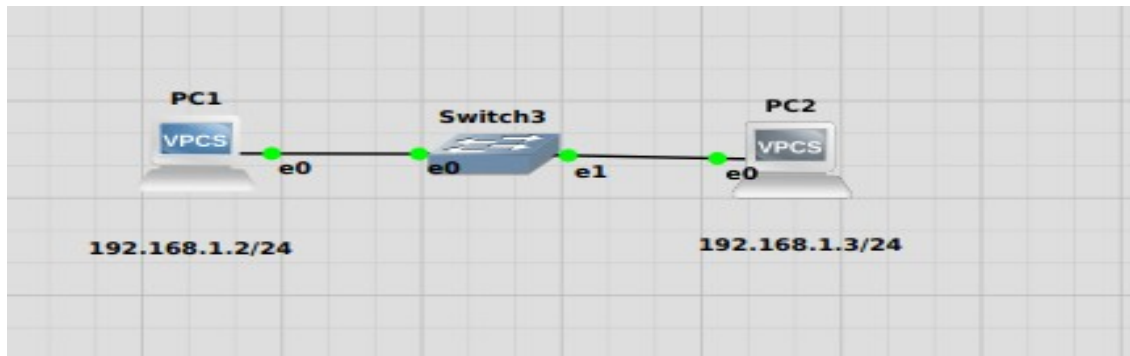 PC1
Switch3
PC2
VPCS
VPCS
e0
e0
e1
e0
192.168.1.2/24
192.168.1.3/24